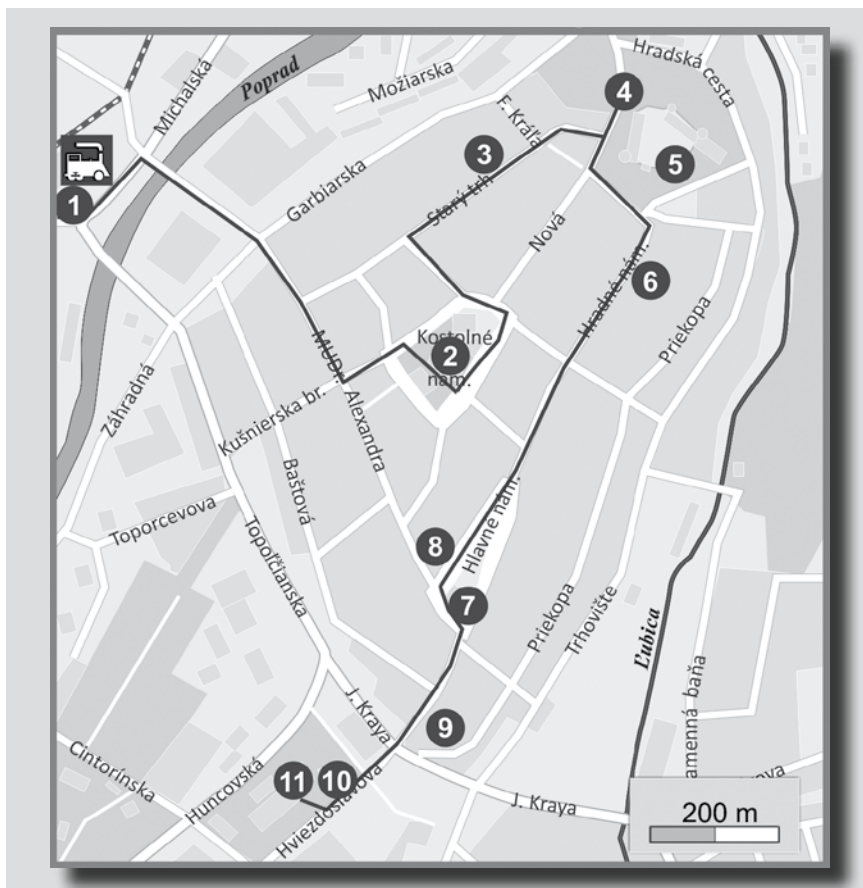 Hradská cesta
Michalská
Poprad
Možiarska
4
F. Kráľa
3
5
Garbiarska
1
Starý trh
Nová
6
Hradné nám.
Priekopa
Kostolné
2
nám.
MUDr.
Alexandra
Záhradná
Kušnierska br.
Baštová
Toporcevova
Topoľčianska
8
Hlavné nám.
7
Priekopa
Trhovište
Ľubica
amenná baňa
J. Kraya
9
Cintorínska
Huncovská
11
10
Hviezdoslavova
J. Kraya
200 m